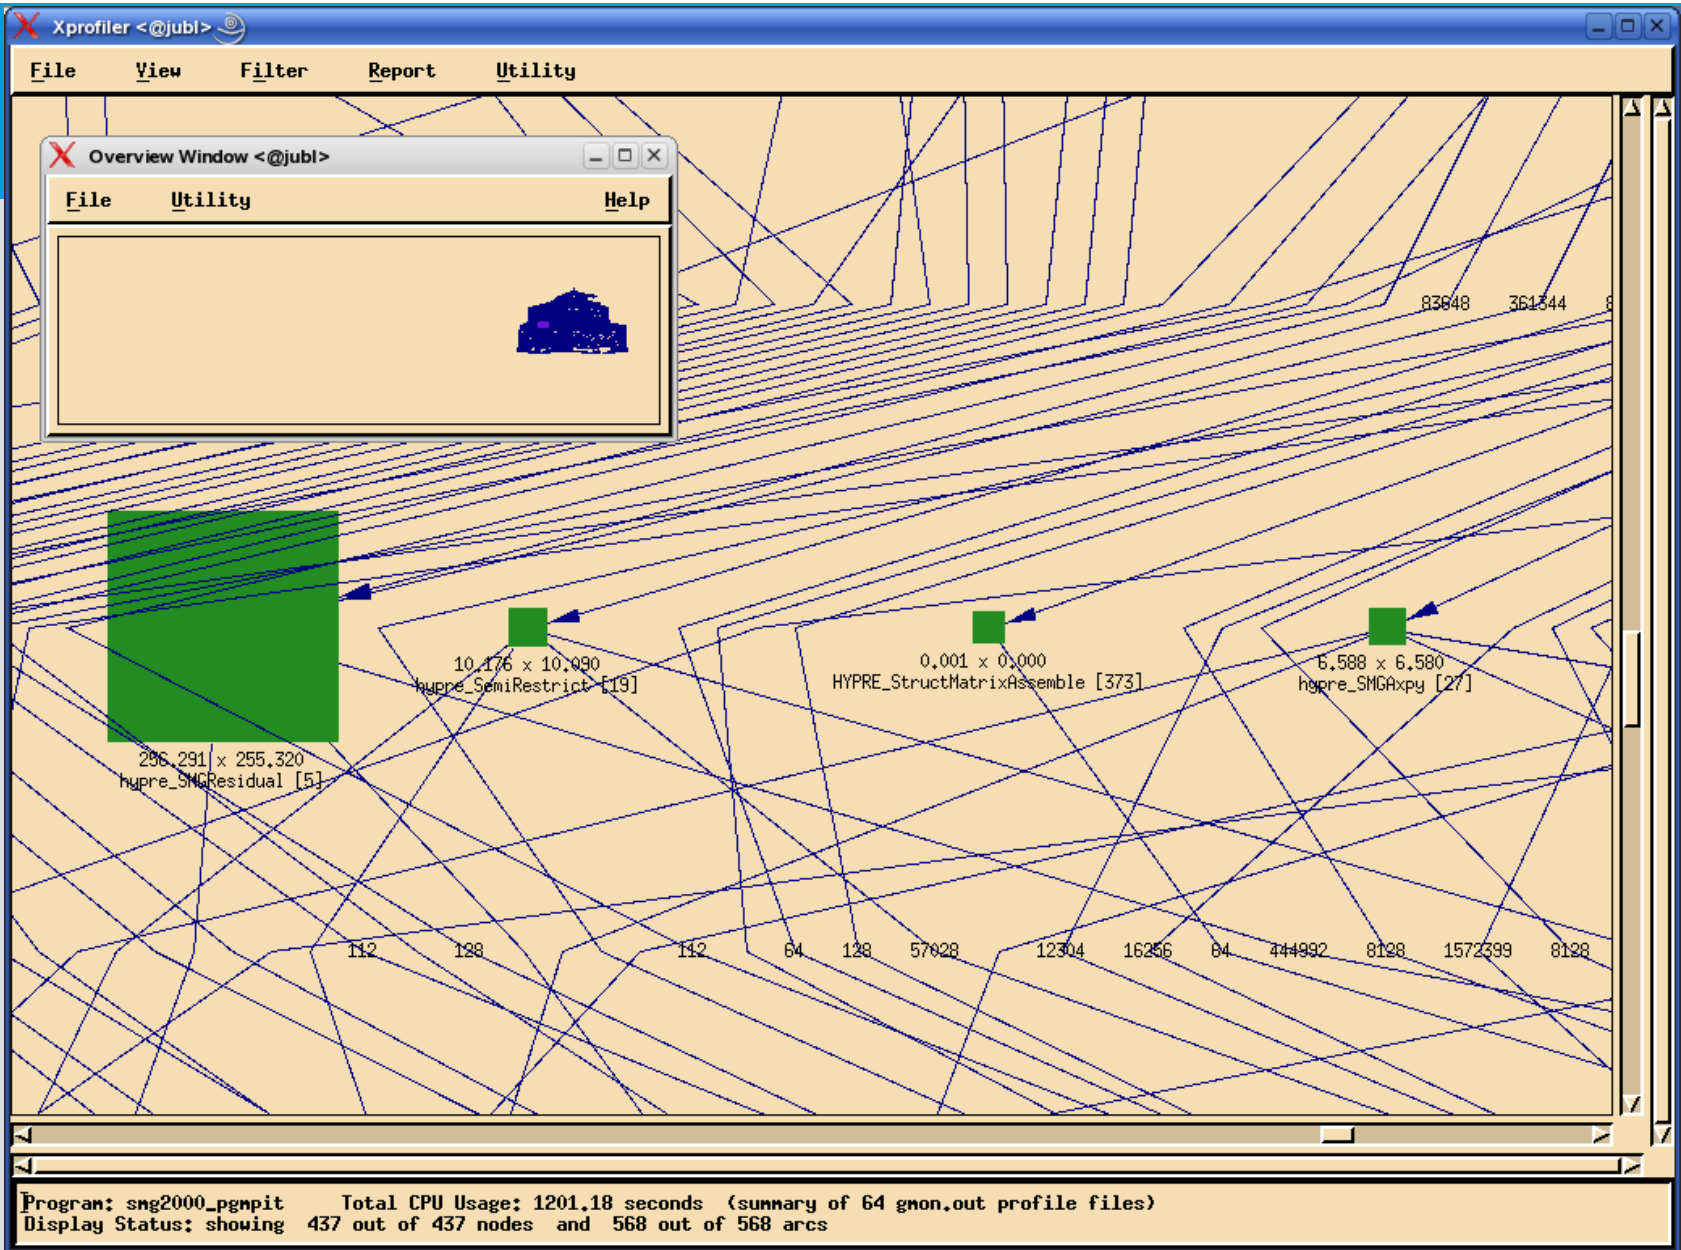 Xprofiler <@jubl>
File View Filter Report Utility
Overview Window <@jubl>
File Utility Help
83648 361344 8
10.176 x 10.090
hypre_SemiRestrict [19]
0.001 x 0.000
HYPRE_StructMatrixAssemble [373]
6.588 x 6.580
hypre_SMGAxpy [27]
256.291 x 255.320
hypre_SMGResidual [5]
112 128 112 64 128 57028 12304 16256 64 444992 8128 1572399 8128
Program: smg2000_pgmpit Total CPU Usage: 1201.18 seconds (summary of 64 gmon.out profile files)
Display Status: showing 437 out of 437 nodes and 568 out of 568 arcs